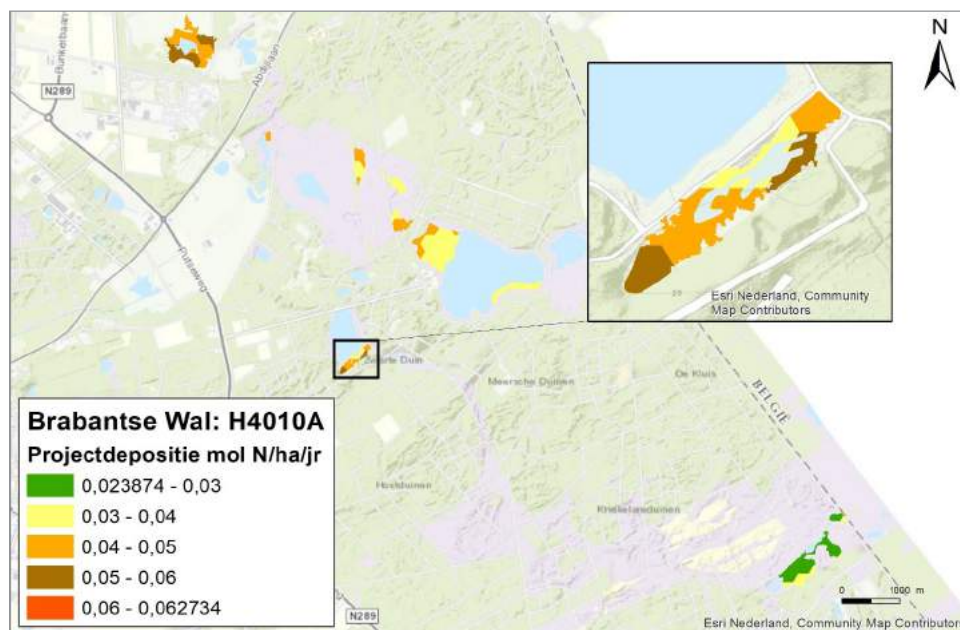 N
Bunkerbaan
Abdijlaan
N289
Putseweg
25
Esri Nederland, Community
Map Contributors
Zwarte Duin
Meersche Duinen
De Kluis
BELGIË
Brabantse Wal: H4010A
Projectdepositie mol N/ha/jr
0,023874 - 0,03
0,03 - 0,04
0,04 - 0,05
0,05 - 0,06
0,06 - 0,062734
N289
0 1000 m
Esri Nederland, Community Map Contributors